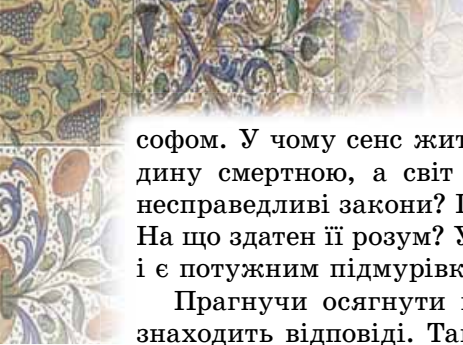 софом. У чому сенс жит
дину смертною, а світ
несправедливі закони?
На що здатен її розум?
і є потужним підмурівк
Прагнучи осягнути
знаходить відповіді. Та